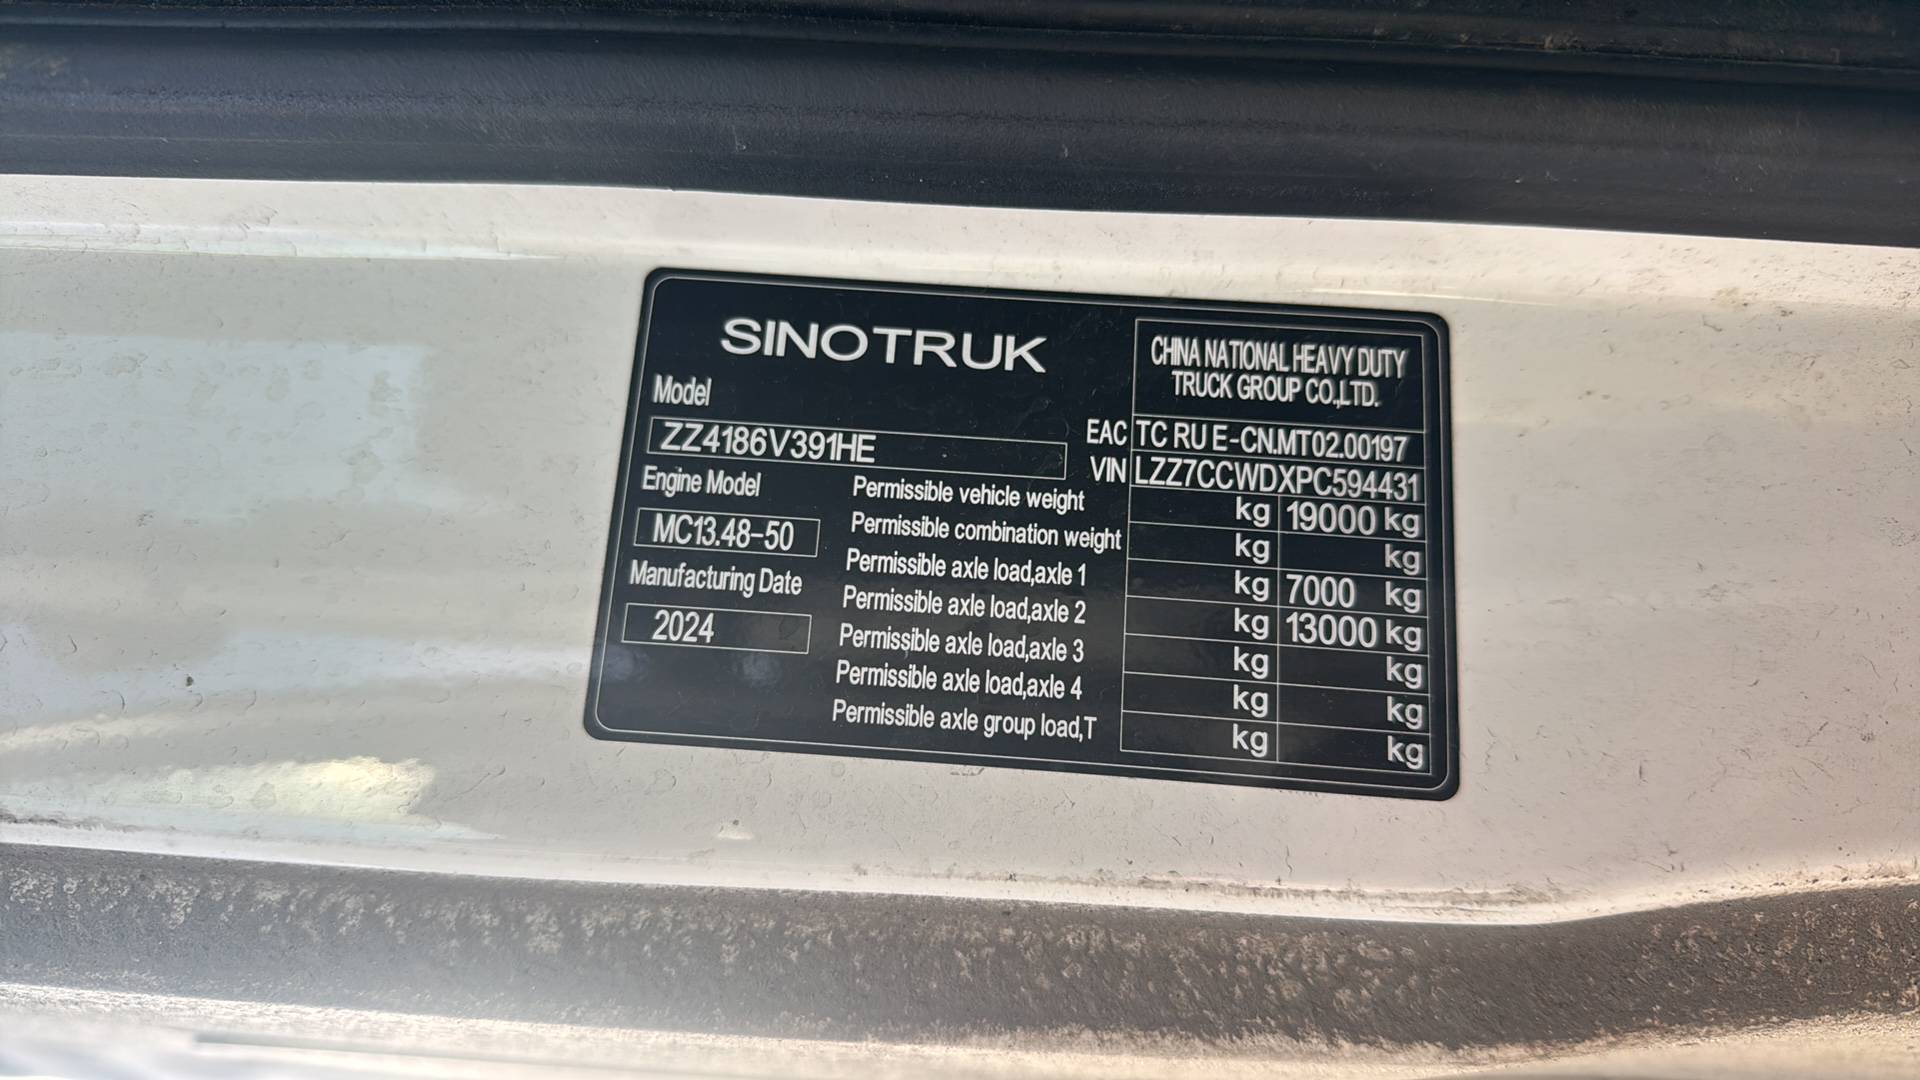 SINOTRUK
CHINA NATIONAL HEAVY DUTY
TRUCK GROUP CO.,LTD.
Model
ZZ4186V391HE
EAC TC RU E-CN.MT02.00197
VIN LZZ7CCWDXPC594431
Engine Model
MC13.48-50
Manufacturing Date
2024
Permissible vehicle weight kg 19000 kg
Permissible combination weight kg kg
Permissible axle load,axle 1 kg 7000 kg
Permissible axle load,axle 2 kg 13000 kg
Permissible axle load,axle 3 kg kg
Permissible axle load,axle 4 kg kg
Permissible axle group load,T kg kg